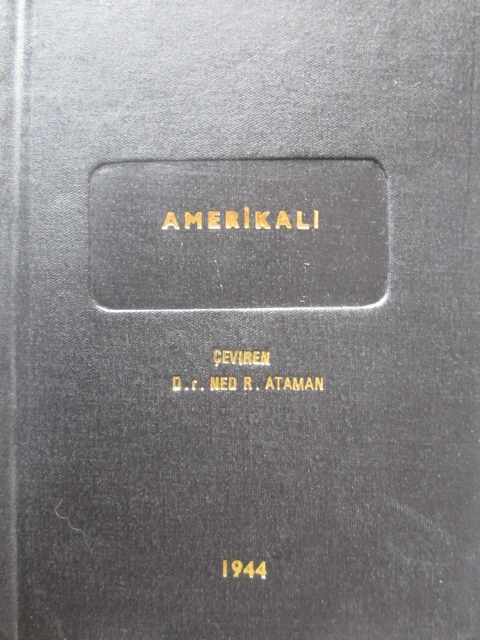 AMERİKALI
ÇEVİREN
D.r. NED R. ATAMAN
1944